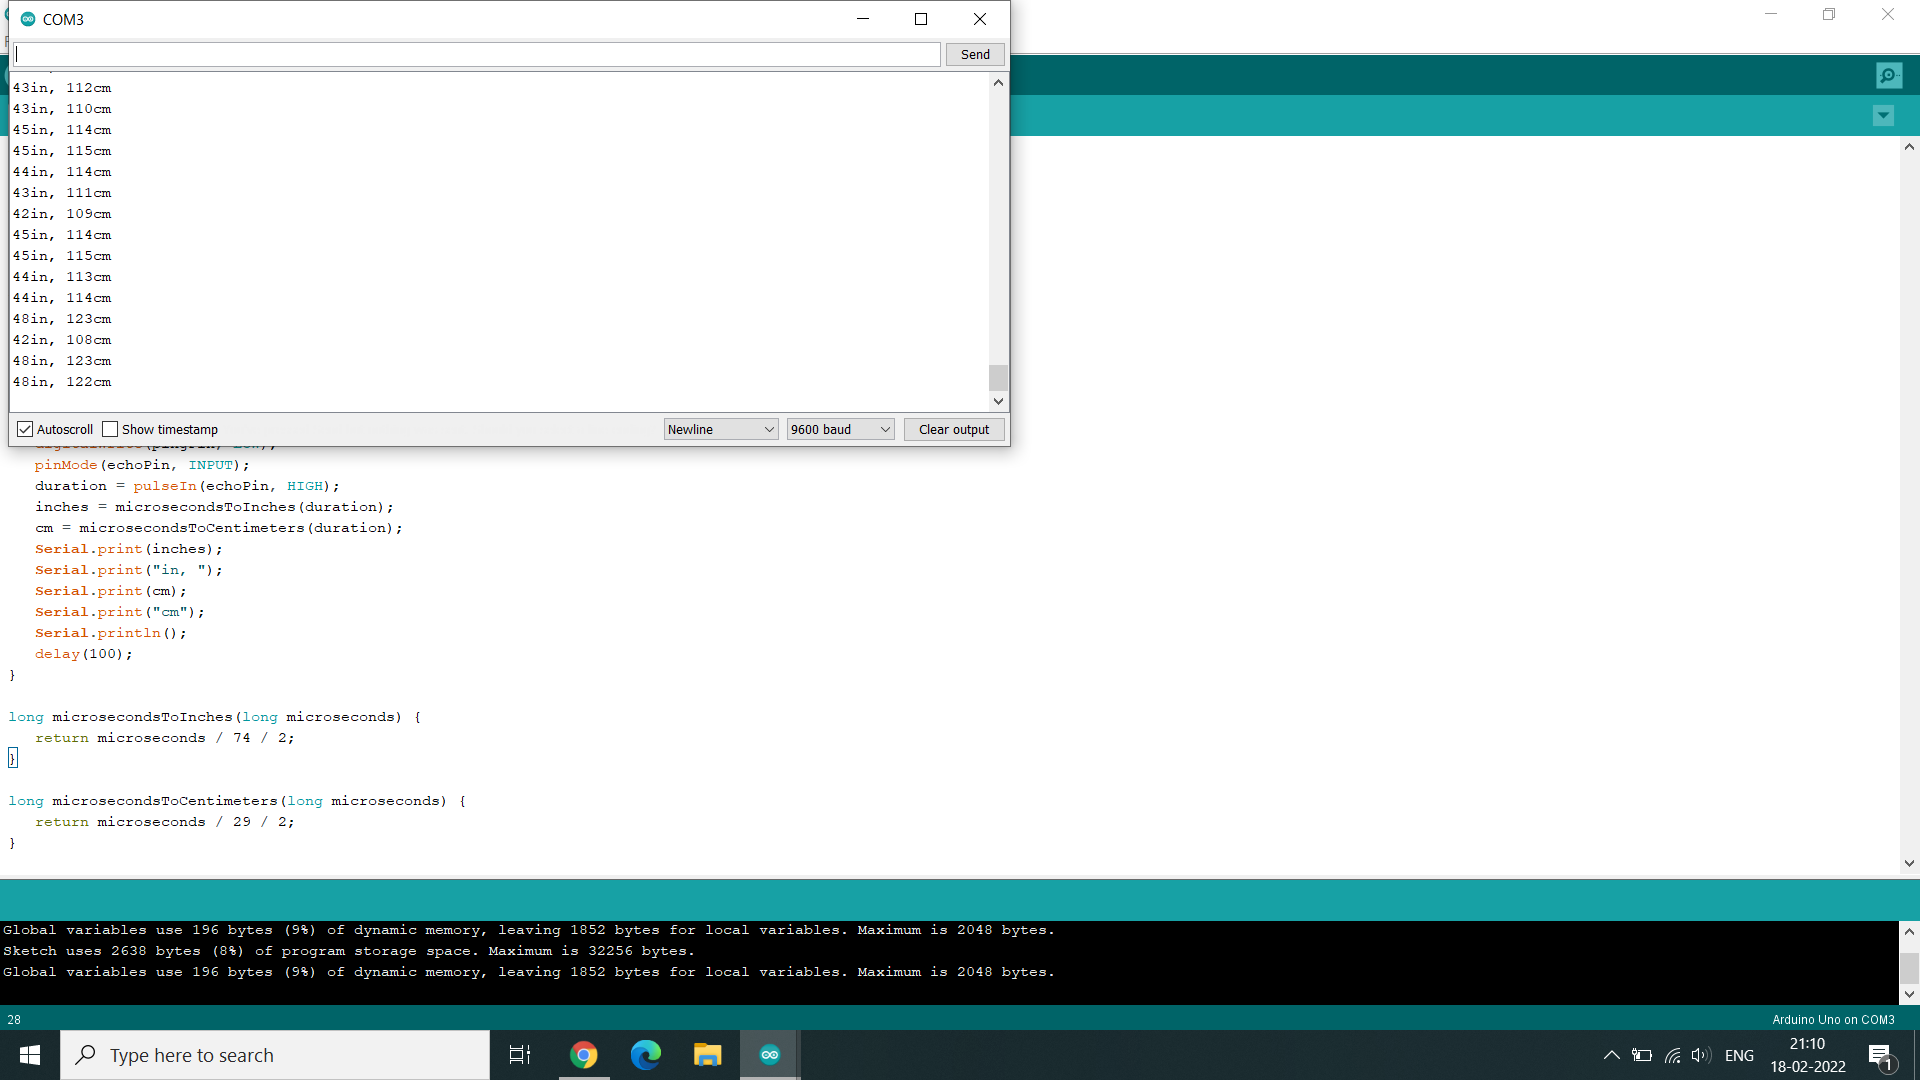 COM3
Send
43in, 112cm
43in, 110cm
45in, 114cm
45in, 115cm
44in, 114cm
43in, 111cm
42in, 109cm
45in, 114cm
45in, 115cm
44in, 113cm
44in, 114cm
48in, 123cm
42in, 108cm
48in, 123cm
48in, 122cm
Autoscroll Show timestamp Newline 9600 baud Clear output
pinMode(echoPin, INPUT);
duration = pulseIn(echoPin, HIGH);
inches = microsecondsToInches(duration);
cm = microsecondsToCentimeters(duration);
Serial.print(inches);
Serial.print("in, ");
Serial.print(cm);
Serial.print("cm");
Serial.println();
delay(100);
}
long microsecondsToInches(long microseconds) {
return microseconds / 74 / 2;
}
long microsecondsToCentimeters(long microseconds) {
return microseconds / 29 / 2;
}
Global variables use 196 bytes (9%) of dynamic memory, leaving 1852 bytes for local variables. Maximum is 2048 bytes.
Sketch uses 2638 bytes (8%) of program storage space. Maximum is 32256 bytes.
Global variables use 196 bytes (9%) of dynamic memory, leaving 1852 bytes for local variables. Maximum is 2048 bytes.
28 Arduino Uno on COM3
Type here to search
ENG
21:10
18-02-2022
1